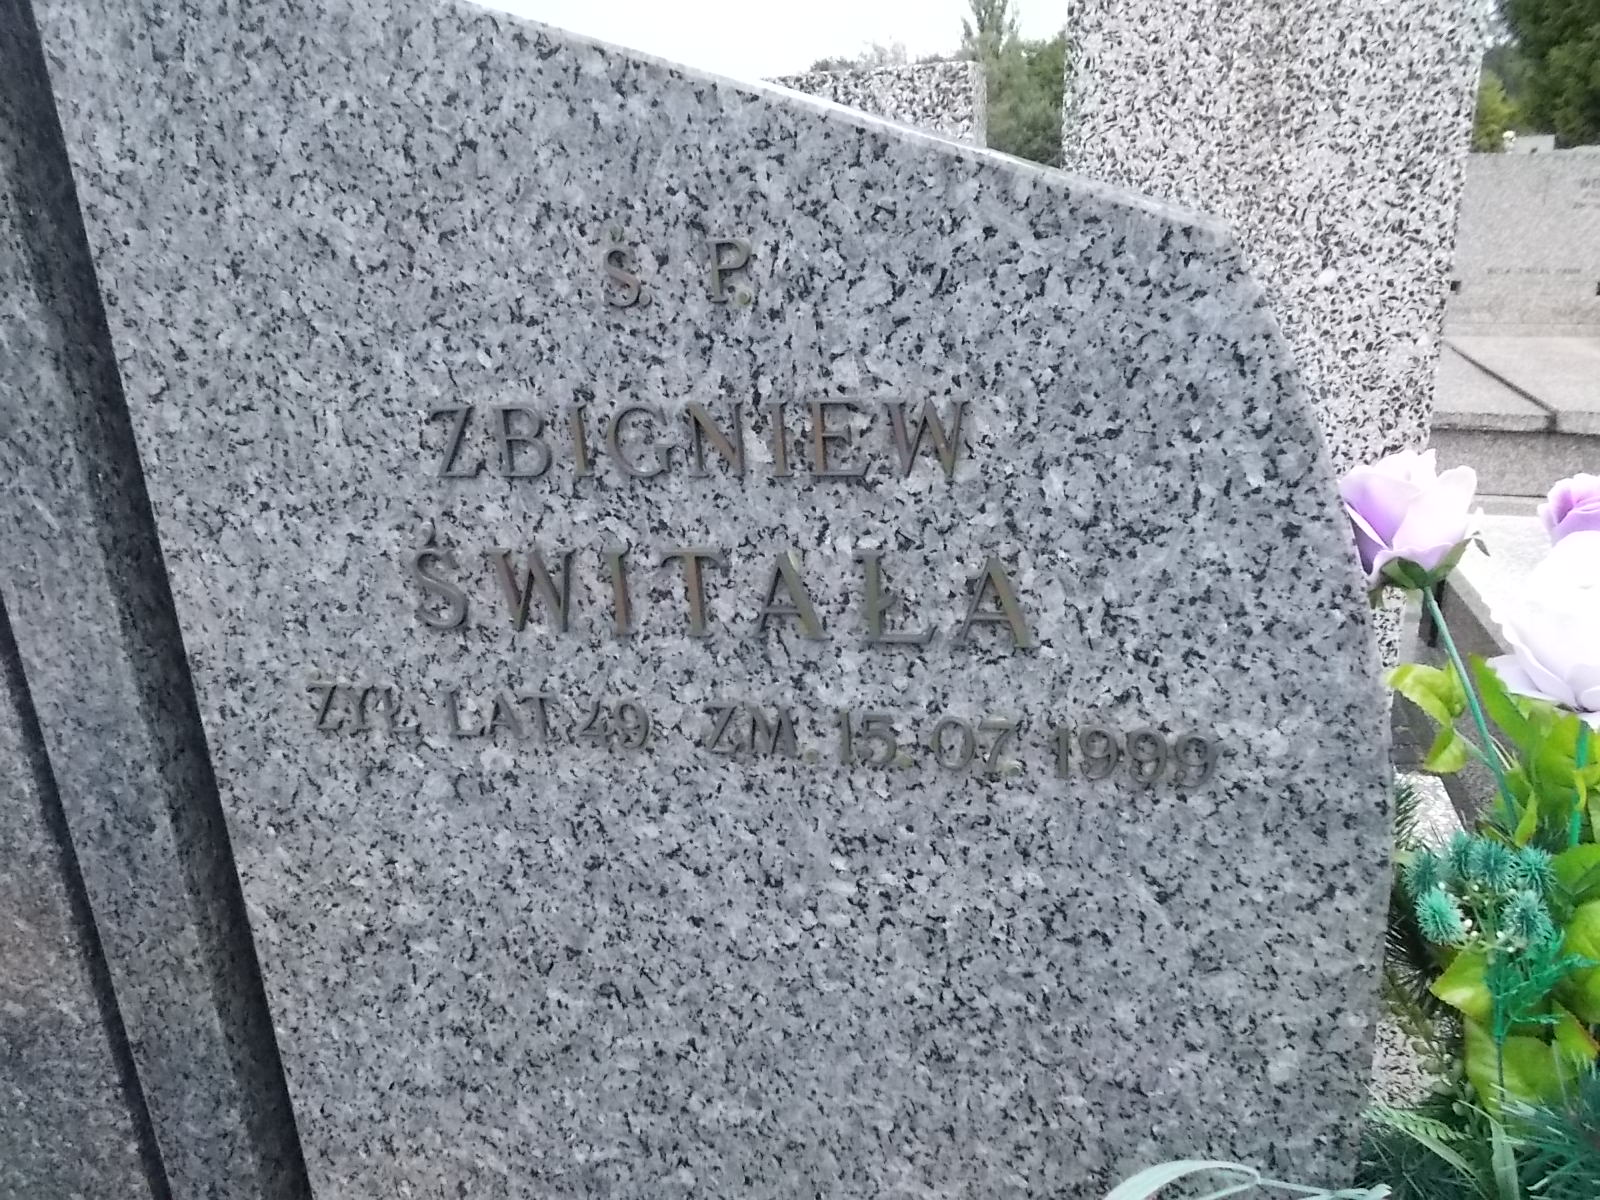 Ś. P.
ZBIGNIEW
ŚWITAŁA
ŻYŁ LAT 49 ZM. 15. 07. 1999